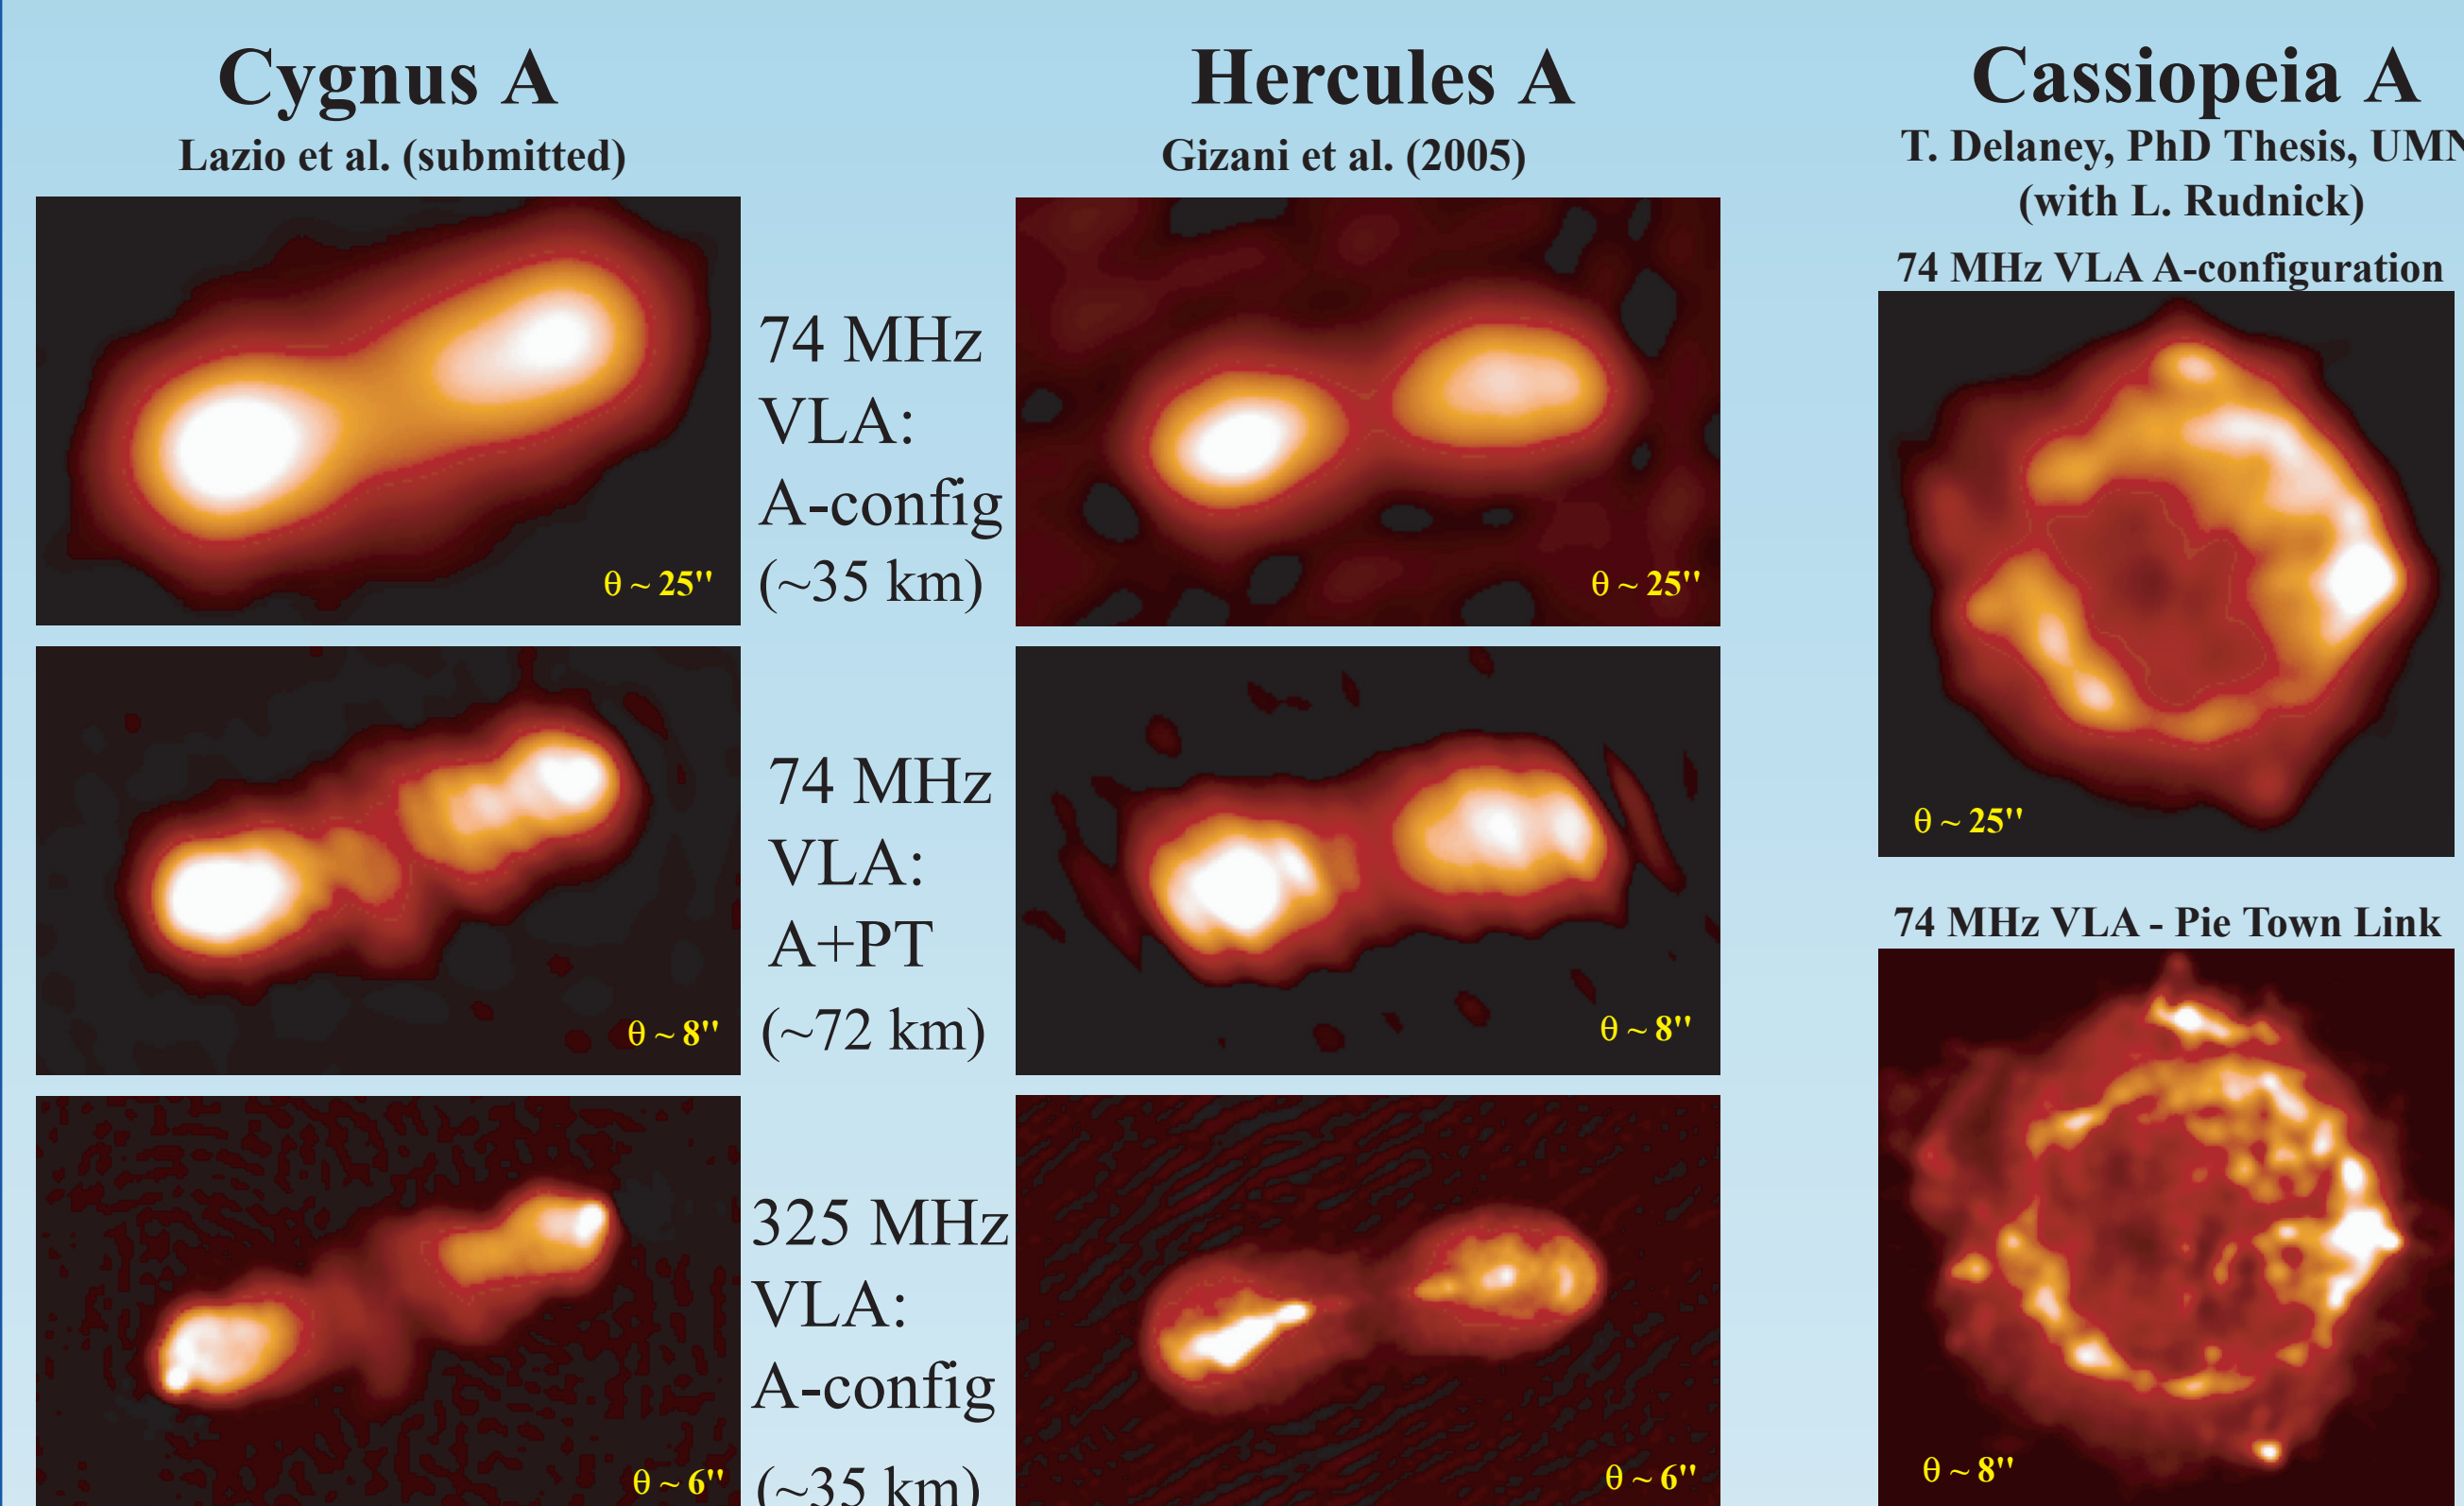 Cygnus A
Lazio et al. (submitted)
θ ~ 25''
74 MHz
VLA:
A-config
(~35 km)
θ ~ 8''
74 MHz
VLA:
A+PT
(~72 km)
θ ~ 6''
325 MHz
VLA:
A-config
(~35 km)
Hercules A
Gizani et al. (2005)
θ ~ 25''
θ ~ 8''
θ ~ 6''
Cassiopeia A
T. Delaney, PhD Thesis, UMN
(with L. Rudnick)
74 MHz VLA A-configuration
θ ~ 25''
74 MHz VLA - Pie Town Link
θ ~ 8''